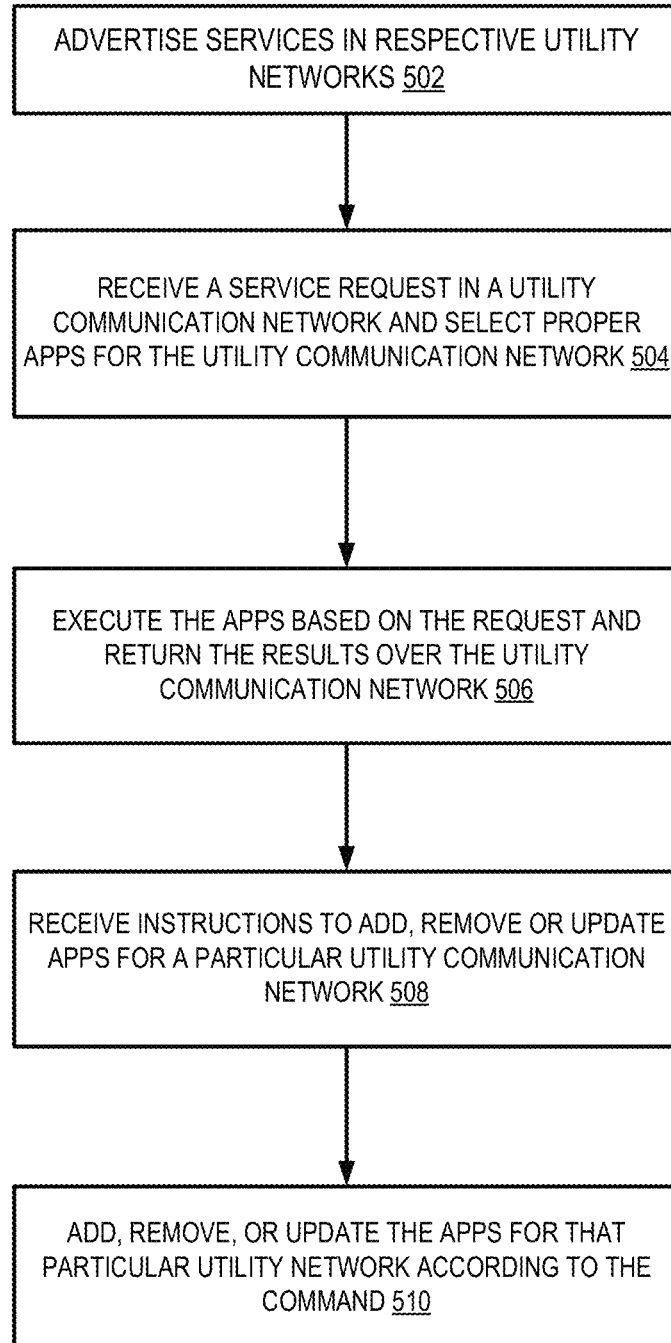 ADVERTISE SERVICES IN RESPECTIVE UTILITY
NETWORKS 502
RECEIVE A SERVICE REQUEST IN A UTILITY
COMMUNICATION NETWORK AND SELECT PROPER
APPS FOR THE UTILITY COMMUNICATION NETWORK 504
EXECUTE THE APPS BASED ON THE REQUEST AND
RETURN THE RESULTS OVER THE UTILITY
COMMUNICATION NETWORK 506
RECEIVE INSTRUCTIONS TO ADD, REMOVE OR UPDATE
APPS FOR A PARTICULAR UTILITY COMMUNICATION
NETWORK 508
ADD, REMOVE, OR UPDATE THE APPS FOR THAT
PARTICULAR UTILITY NETWORK ACCORDING TO THE
COMMAND 510